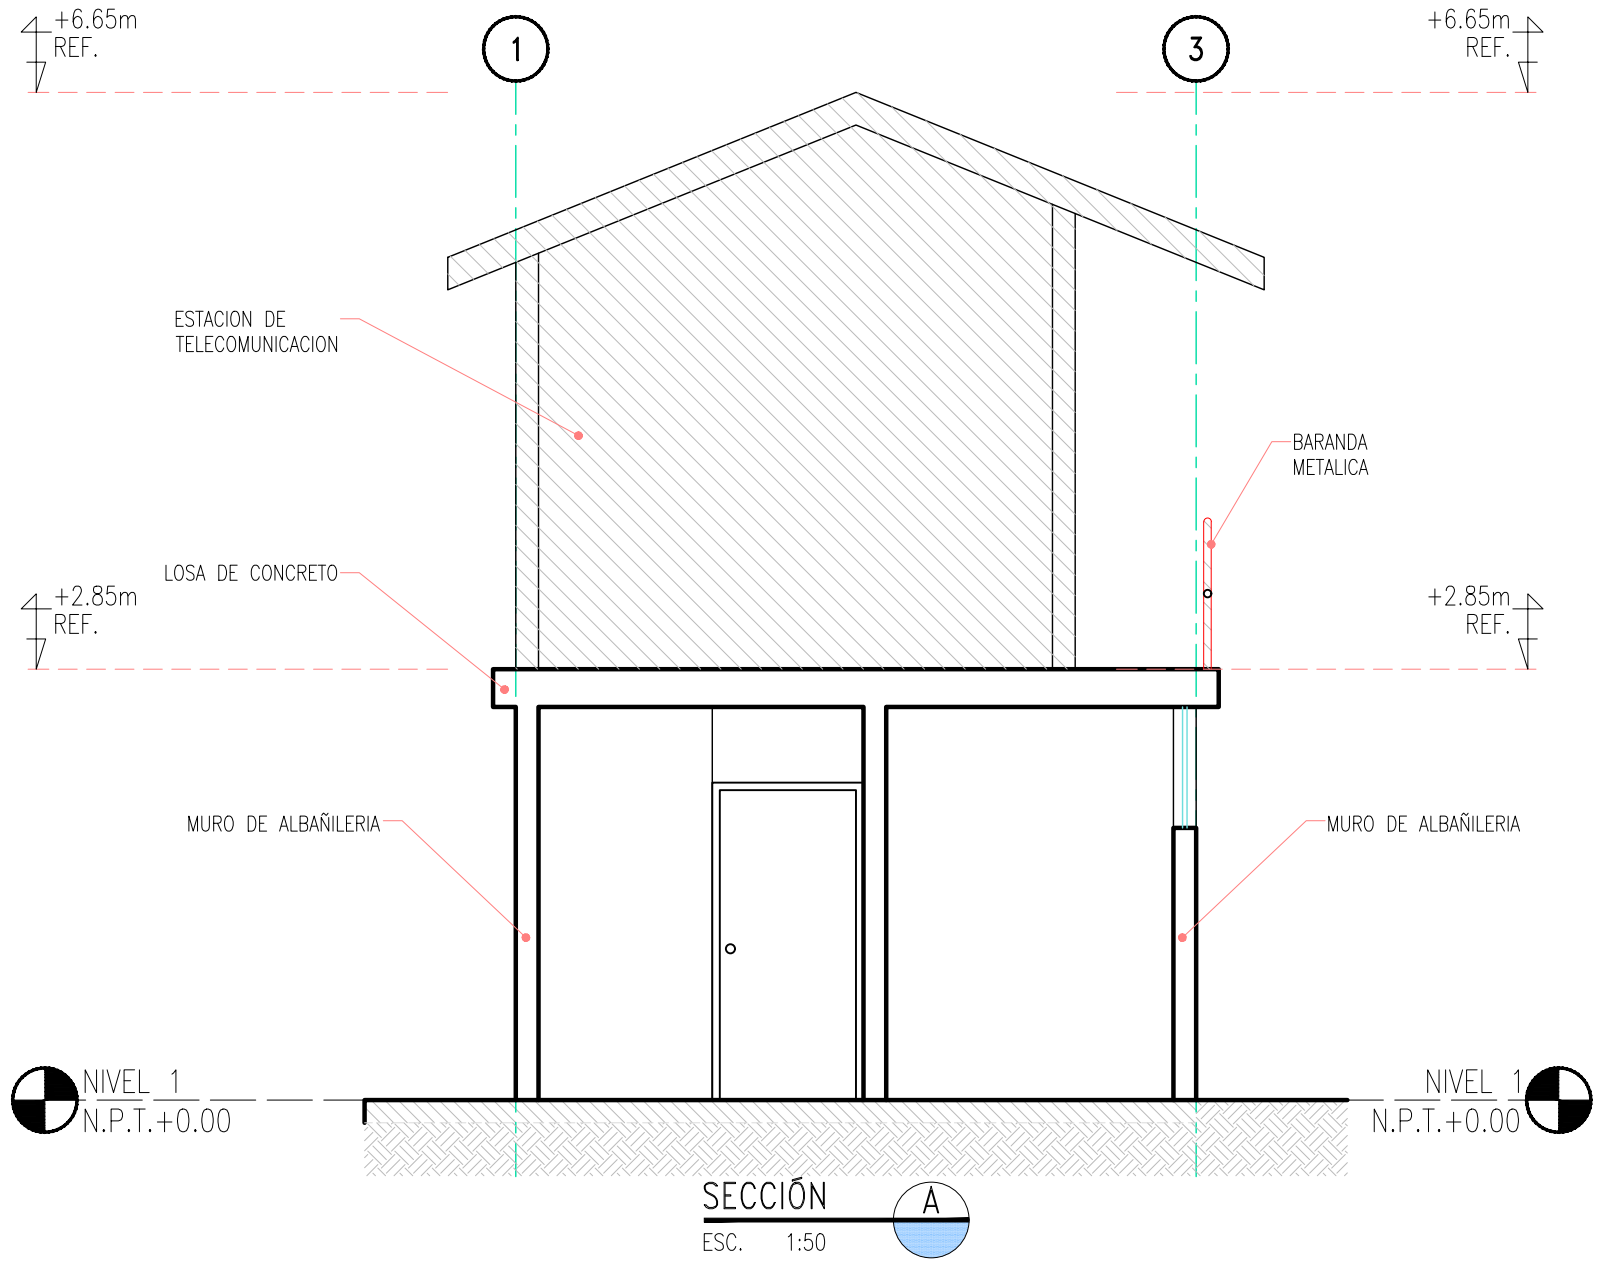 +6.65m
REF.
1
3
+6.65m
REF.
ESTACION DE
TELECOMUNICACION
BARANDA
METALICA
LOSA DE CONCRETO
+2.85m
REF.
+2.85m
REF.
MURO DE ALBAÑILERIA
MURO DE ALBAÑILERIA
NIVEL 1
N.P.T.+0.00
NIVEL 1
N.P.T.+0.00
SECCIÓN
A
ESC. 1:50